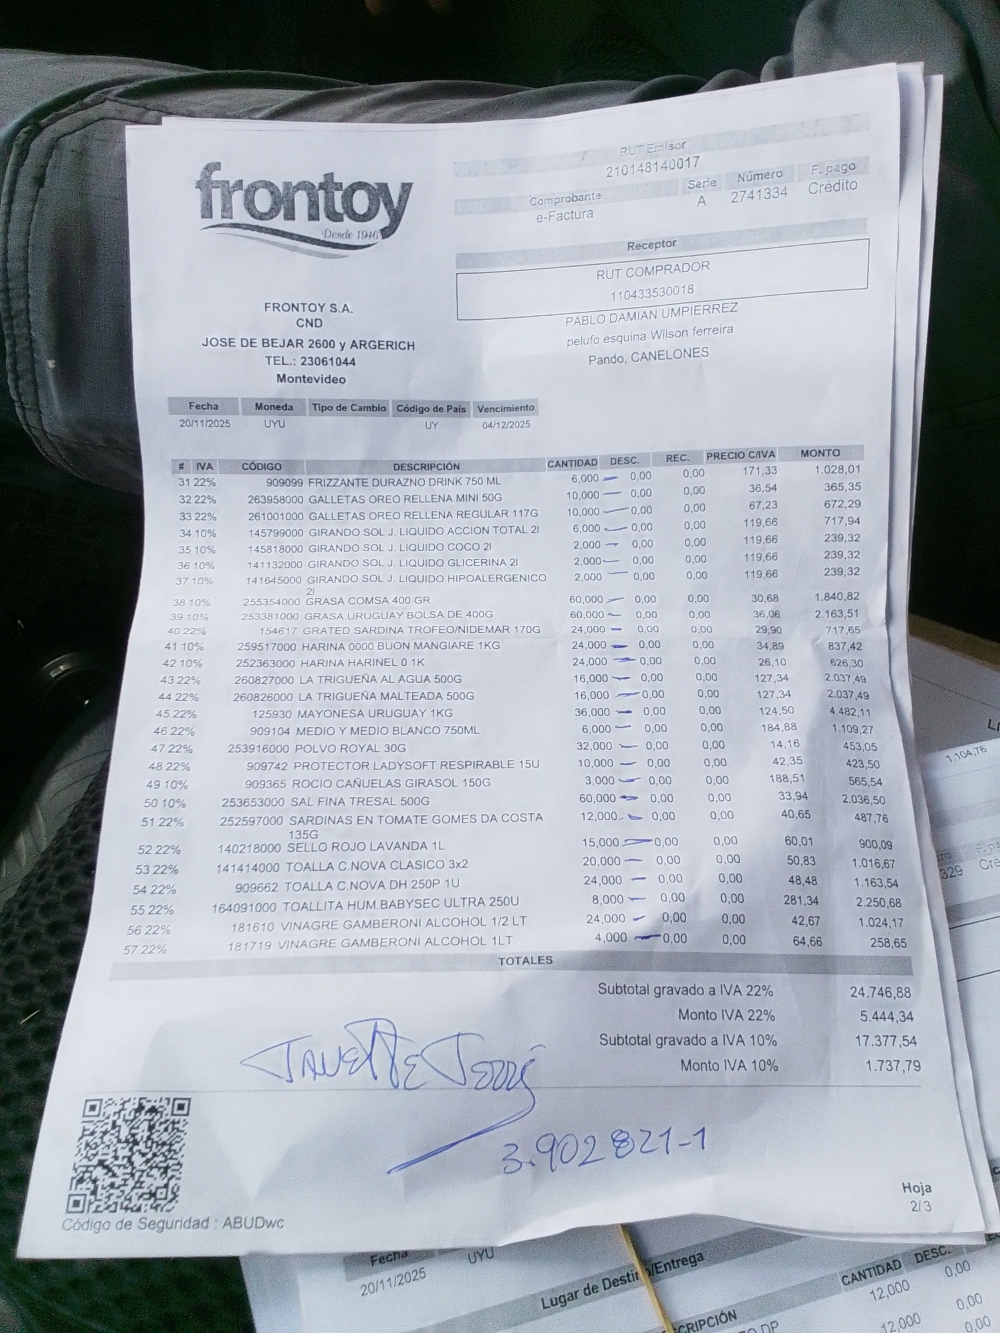 frontoy
Desde 1946
RUT Emisor
210148140017
Comprobante Serie Número F. pago
e-Factura A 2741334 Crédito
Receptor
RUT COMPRADOR
110433530018
PABLO DAMIAN UMPIERREZ
pelufo esquina Wilson ferreira
Pando, CANELONES
FRONTOY S.A.
CND
JOSE DE BEJAR 2600 y ARGERICH
TEL.: 23061044
Montevideo
Fecha Moneda Tipo de Cambio Código de País Vencimiento
20/11/2025 UYU UY 04/12/2025
# IVA CÓDIGO DESCRIPCIÓN CANTIDAD DESC. REC. PRECIO C/IVA MONTO
31 22% 909099 FRIZZANTE DURAZNO DRINK 750 ML 6,000 0,00 0,00 171,33 1.028,01
32 22% 263958000 GALLETAS OREO RELLENA MINI 50G 10,000 0,00 0,00 36,54 365,35
33 22% 261001000 GALLETAS OREO RELLENA REGULAR 117G 10,000 0,00 0,00 67,23 672,29
34 10% 145799000 GIRANDO SOL J. LIQUIDO ACCION TOTAL 2l 6,000 0,00 0,00 119,66 717,94
35 10% 145818000 GIRANDO SOL J. LIQUIDO COCO 2l 2,000 0,00 0,00 119,66 239,32
36 10% 141132000 GIRANDO SOL J. LIQUIDO GLICERINA 2l 2,000 0,00 0,00 119,66 239,32
37 10% 141645000 GIRANDO SOL J. LIQUIDO HIPOALERGENICO 2,000 0,00 0,00 119,66 239,32
2l
38 10% 255354000 GRASA COMSA 400 GR 60,000 0,00 0,00 30,68 1.840,82
39 10% 253381000 GRASA URUGUAY BOLSA DE 400G 60,000 0,00 0,00 36,06 2.163,51
40 22% 154617 GRATED SARDINA TROFEO/NIDEMAR 170G 24,000 0,00 0,00 29,90 717,65
41 10% 259517000 HARINA 0000 BUON MANGIARE 1KG 24,000 0,00 0,00 34,89 837,42
42 10% 252363000 HARINA HARINEL 0 1K 24,000 0,00 0,00 26,10 626,30
43 22% 260827000 LA TRIGUEÑA AL AGUA 500G 16,000 0,00 0,00 127,34 2.037,49
44 22% 260826000 LA TRIGUEÑA MALTEADA 500G 16,000 0,00 0,00 127,34 2.037,49
45 22% 125930 MAYONESA URUGUAY 1KG 36,000 0,00 0,00 124,50 4.482,11
46 22% 909104 MEDIO Y MEDIO BLANCO 750ML 6,000 0,00 0,00 184,88 1.109,27
47 22% 253916000 POLVO ROYAL 30G 32,000 0,00 0,00 14,16 453,05
48 22% 909742 PROTECTOR LADYSOFT RESPIRABLE 15U 10,000 0,00 0,00 42,35 423,50
49 10% 909365 ROCIO CAÑUELAS GIRASOL 150G 3,000 0,00 0,00 188,51 565,54
50 10% 253653000 SAL FINA TRESAL 500G 60,000 0,00 0,00 33,94 2.036,50
51 22% 252597000 SARDINAS EN TOMATE GOMES DA COSTA 12,000 0,00 0,00 40,65 487,76
135G
52 22% 140218000 SELLO ROJO LAVANDA 1L 15,000 0,00 0,00 60,01 900,09
53 22% 141414000 TOALLA C.NOVA CLASICO 3x2 20,000 0,00 0,00 50,83 1.016,67
54 22% 909662 TOALLA C.NOVA DH 250P 1U 24,000 0,00 0,00 48,48 1.163,54
55 22% 164091000 TOALLITA HUM.BABYSEC ULTRA 250U 8,000 0,00 0,00 281,34 2.250,68
56 22% 181610 VINAGRE GAMBERONI ALCOHOL 1/2 LT 24,000 0,00 0,00 42,67 1.024,17
57 22% 181719 VINAGRE GAMBERONI ALCOHOL 1LT 4,000 0,00 0,00 64,66 258,65
TOTALES
Subtotal gravado a IVA 22% 24.746,88
Monto IVA 22% 5.444,34
Subtotal gravado a IVA 10% 17.377,54
Monto IVA 10% 1.737,79
3.902821-1
Código de Seguridad : ABUDwc
Hoja
2/3
1.104,76
329
Fecha UYU
20/11/2025
Lugar de Destino/Entrega
CANTIDAD DESC.
12,000 0,00
12,000 0,00
0,00